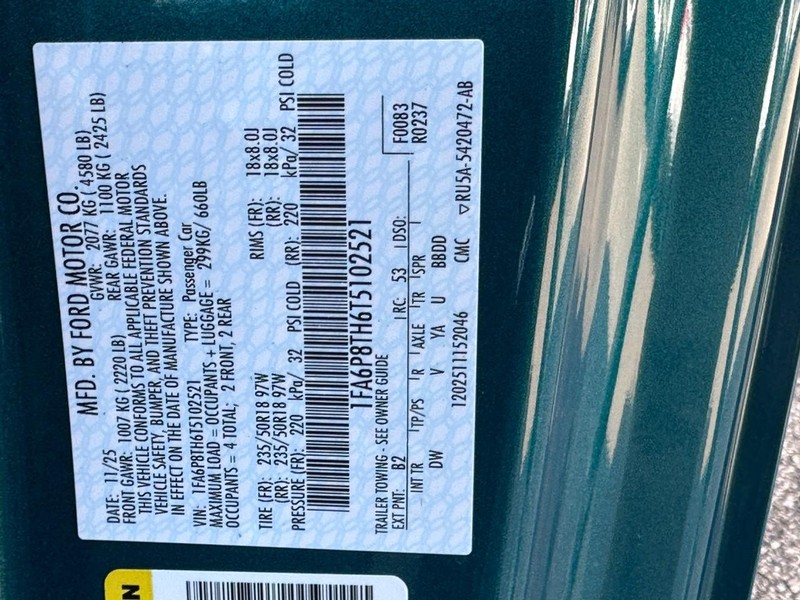 MFD. BY FORD MOTOR CO.
DATE: 11/25 GVWR: 2077 KG ( 4580 LB)
FRONT GAWR: 1007 KG ( 2220 LB) REAR GAWR: 1100 KG ( 2425 LB)
THIS VEHICLE CONFORMS TO ALL APPLICABLE FEDERAL MOTOR
VEHICLE SAFETY, BUMPER, AND THEFT PREVENTION STANDARDS
IN EFFECT ON THE DATE OF MANUFACTURE SHOWN ABOVE.
VIN: 1FA6P8TH6T5102521 TYPE: Passenger Car
MAXIMUM LOAD = OCCUPANTS + LUGGAGE = 299KG/ 660LB
OCCUPANTS = 4 TOTAL; 2 FRONT, 2 REAR
TIRE (FR): 235/50R18 97W RIMS (FR): 18x8.0J
(RR): 235/50R18 97W (RR): 18x8.0J
PRESSURE (FR): 220 kPa/ 32 PSI COLD (RR): 220 kPa/ 32 PSI COLD
1FA6P8TH6T5102521
TRAILER TOWING - SEE OWNER GUIDE
F0083
EXT PNT: B2 RC: 53 DSO: R0237
INT TR TP/PS R AXLE TR SPR
DW V YA U BBDD
1202511152046 CMC ▽RU5A-5420472-AB
N